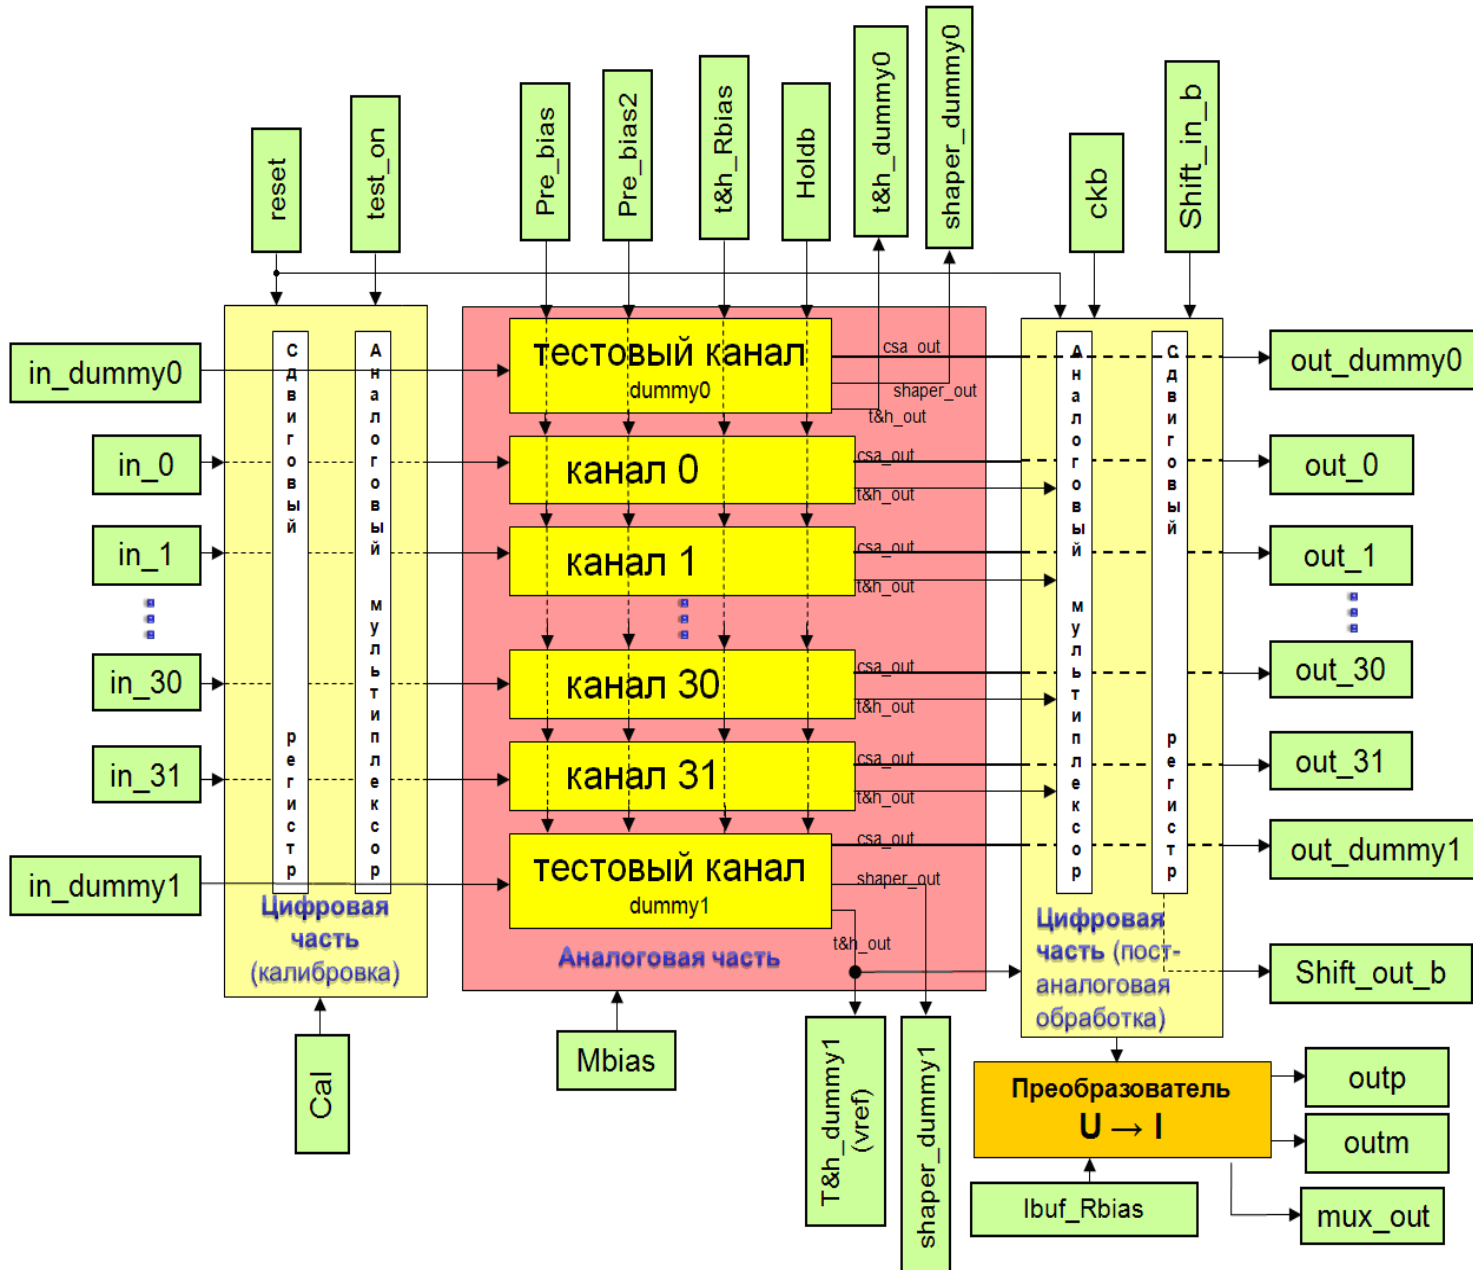 reset
test_on
Pre_bias
Pre_bias2
t&h_Rbias
Holdb
t&h_dummy0
shaper_dummy0
ckb
Shift_in_b
in_dummy0
in_0
in_1
in_30
in_31
in_dummy1
Сдвиговый регистр
Аналоговый мультиплексор
Цифровая
часть
(калибровка)
Cal
тестовый канал
dummy0
csa_out
shaper_out
t&h_out
канал 0
csa_out
t&h_out
канал 1
csa_out
t&h_out
канал 30
csa_out
t&h_out
канал 31
csa_out
t&h_out
тестовый канал
dummy1
csa_out
shaper_out
t&h_out
Аналоговая часть
Mbias
T&h_dummy1
(vref)
shaper_dummy1
Аналоговый мультиплексор
Сдвиговый регистр
Цифровая
часть (пост-
аналоговая
обработка)
out_dummy0
out_0
out_1
out_30
out_31
out_dummy1
Shift_out_b
Преобразователь
U → I
Ibuf_Rbias
outp
outm
mux_out